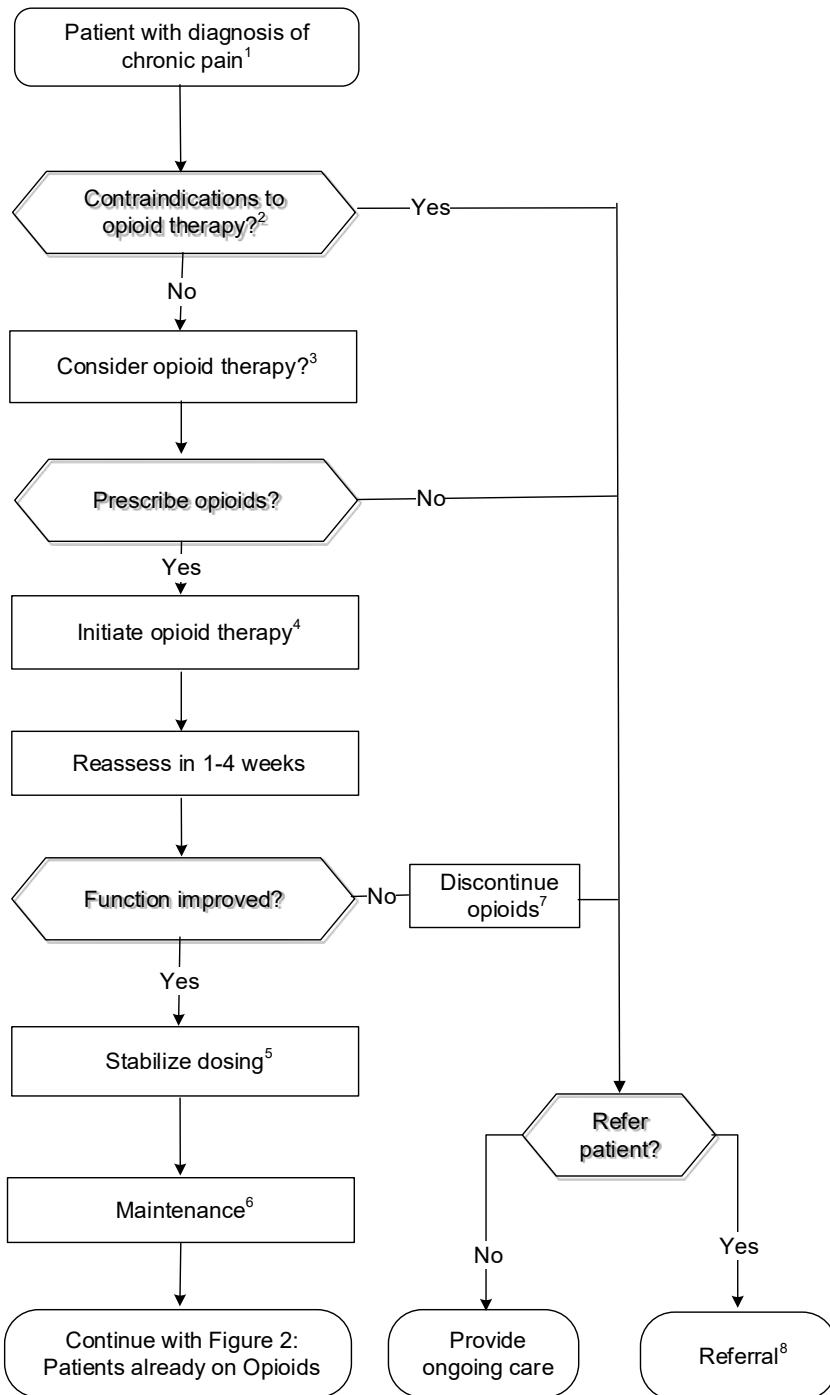 Patient with diagnosis of
chronic pain¹
Contraindications to
opioid therapy?²
Yes
No
Consider opioid therapy?³
Prescribe opioids?
No
Yes
Initiate opioid therapy⁴
Reassess in 1-4 weeks
Function improved?
No
Discontinue
opioids⁷
Yes
Stabilize dosing⁵
Refer
patient?
Maintenance⁶
No
Yes
Continue with Figure 2:
Patients already on Opioids
Provide
ongoing care
Referral⁸